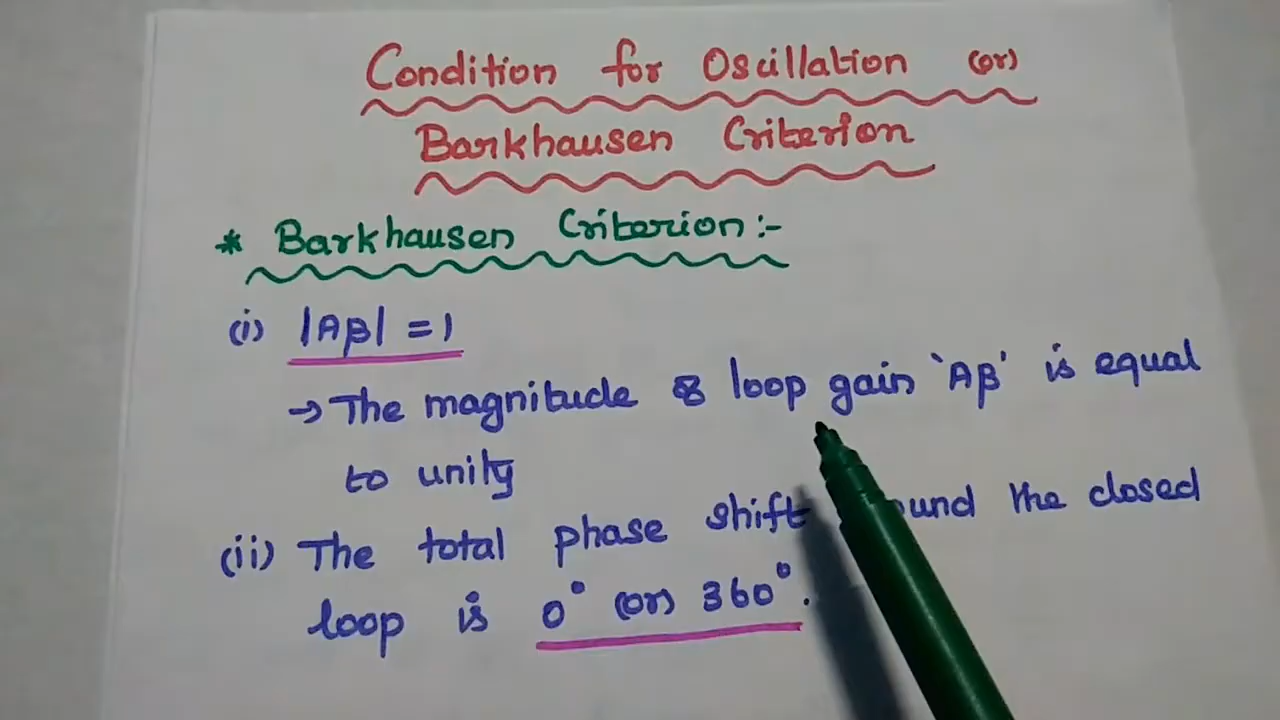 Condition for Oscillation (or)
Barkhausen Criterion
* Barkhausen Criterion :-
(i) |Aβ| = 1
→ The magnitude of loop gain 'Aβ' is equal
to unity
(ii) The total phase shift the closed
loop is 0° (or) 360°.